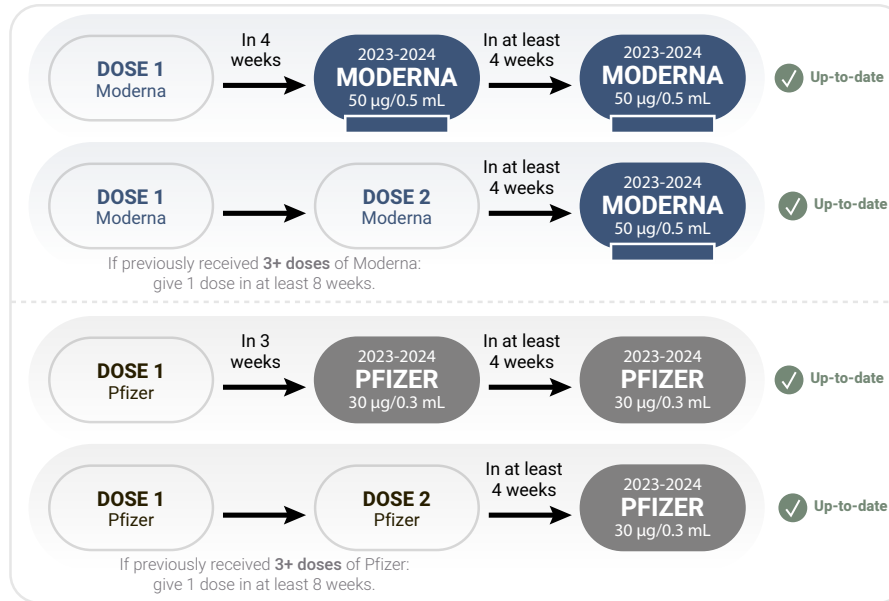 In 4
weeks
In at least
4 weeks
DOSE 1
Moderna
2023-2024
MODERNA
50 µg/0.5 mL
2023-2024
MODERNA
50 µg/0.5 mL
Up-to-date
In at least
4 weeks
DOSE 1
Moderna
DOSE 2
Moderna
2023-2024
MODERNA
50 µg/0.5 mL
Up-to-date
If previously received 3+ doses of Moderna:
give 1 dose in at least 8 weeks.
In 3
weeks
In at least
4 weeks
DOSE 1
Pfizer
2023-2024
PFIZER
30 µg/0.3 mL
2023-2024
PFIZER
30 µg/0.3 mL
Up-to-date
In at least
4 weeks
DOSE 1
Pfizer
DOSE 2
Pfizer
2023-2024
PFIZER
30 µg/0.3 mL
Up-to-date
If previously received 3+ doses of Pfizer:
give 1 dose in at least 8 weeks.